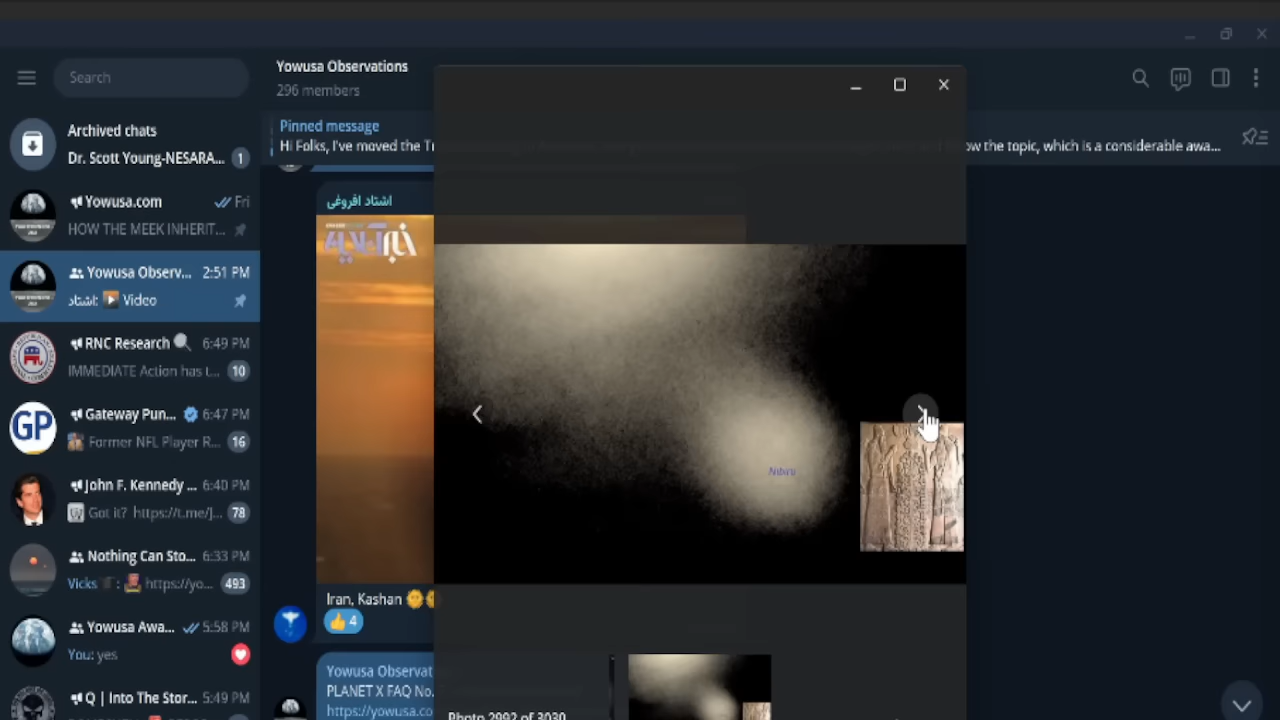 Search
Archived chats
Dr. Scott Young-NESARA... 1
Yowusa.com Fri
HOW THE MEEK INHERIT...
Yowusa Observ... 2:51 PM
استاد: Video
RNC Research 6:49 PM
IMMEDIATE Action has t... 10
Gateway Pun... 6:47 PM
Former NFL Player R... 16
John F. Kennedy ... 6:40 PM
Got it? https://t.me/J... 78
Nothing Can Sto... 6:33 PM
Vicks : https://yo... 493
Yowusa Awa... 5:58 PM
You: yes
Q | Into The Stor... 5:49 PM
Yowusa Observations
296 members
Pinned message
Hi Folks, I've moved the Tr
ow the topic, which is a considerable awa...
استاد افروغی
خبرآنلاین
Nibiru
Iran, Kashan
4
Yowusa Observat
PLANET X FAQ No.
https://yowusa.co
Photo 2992 of 3030
GP